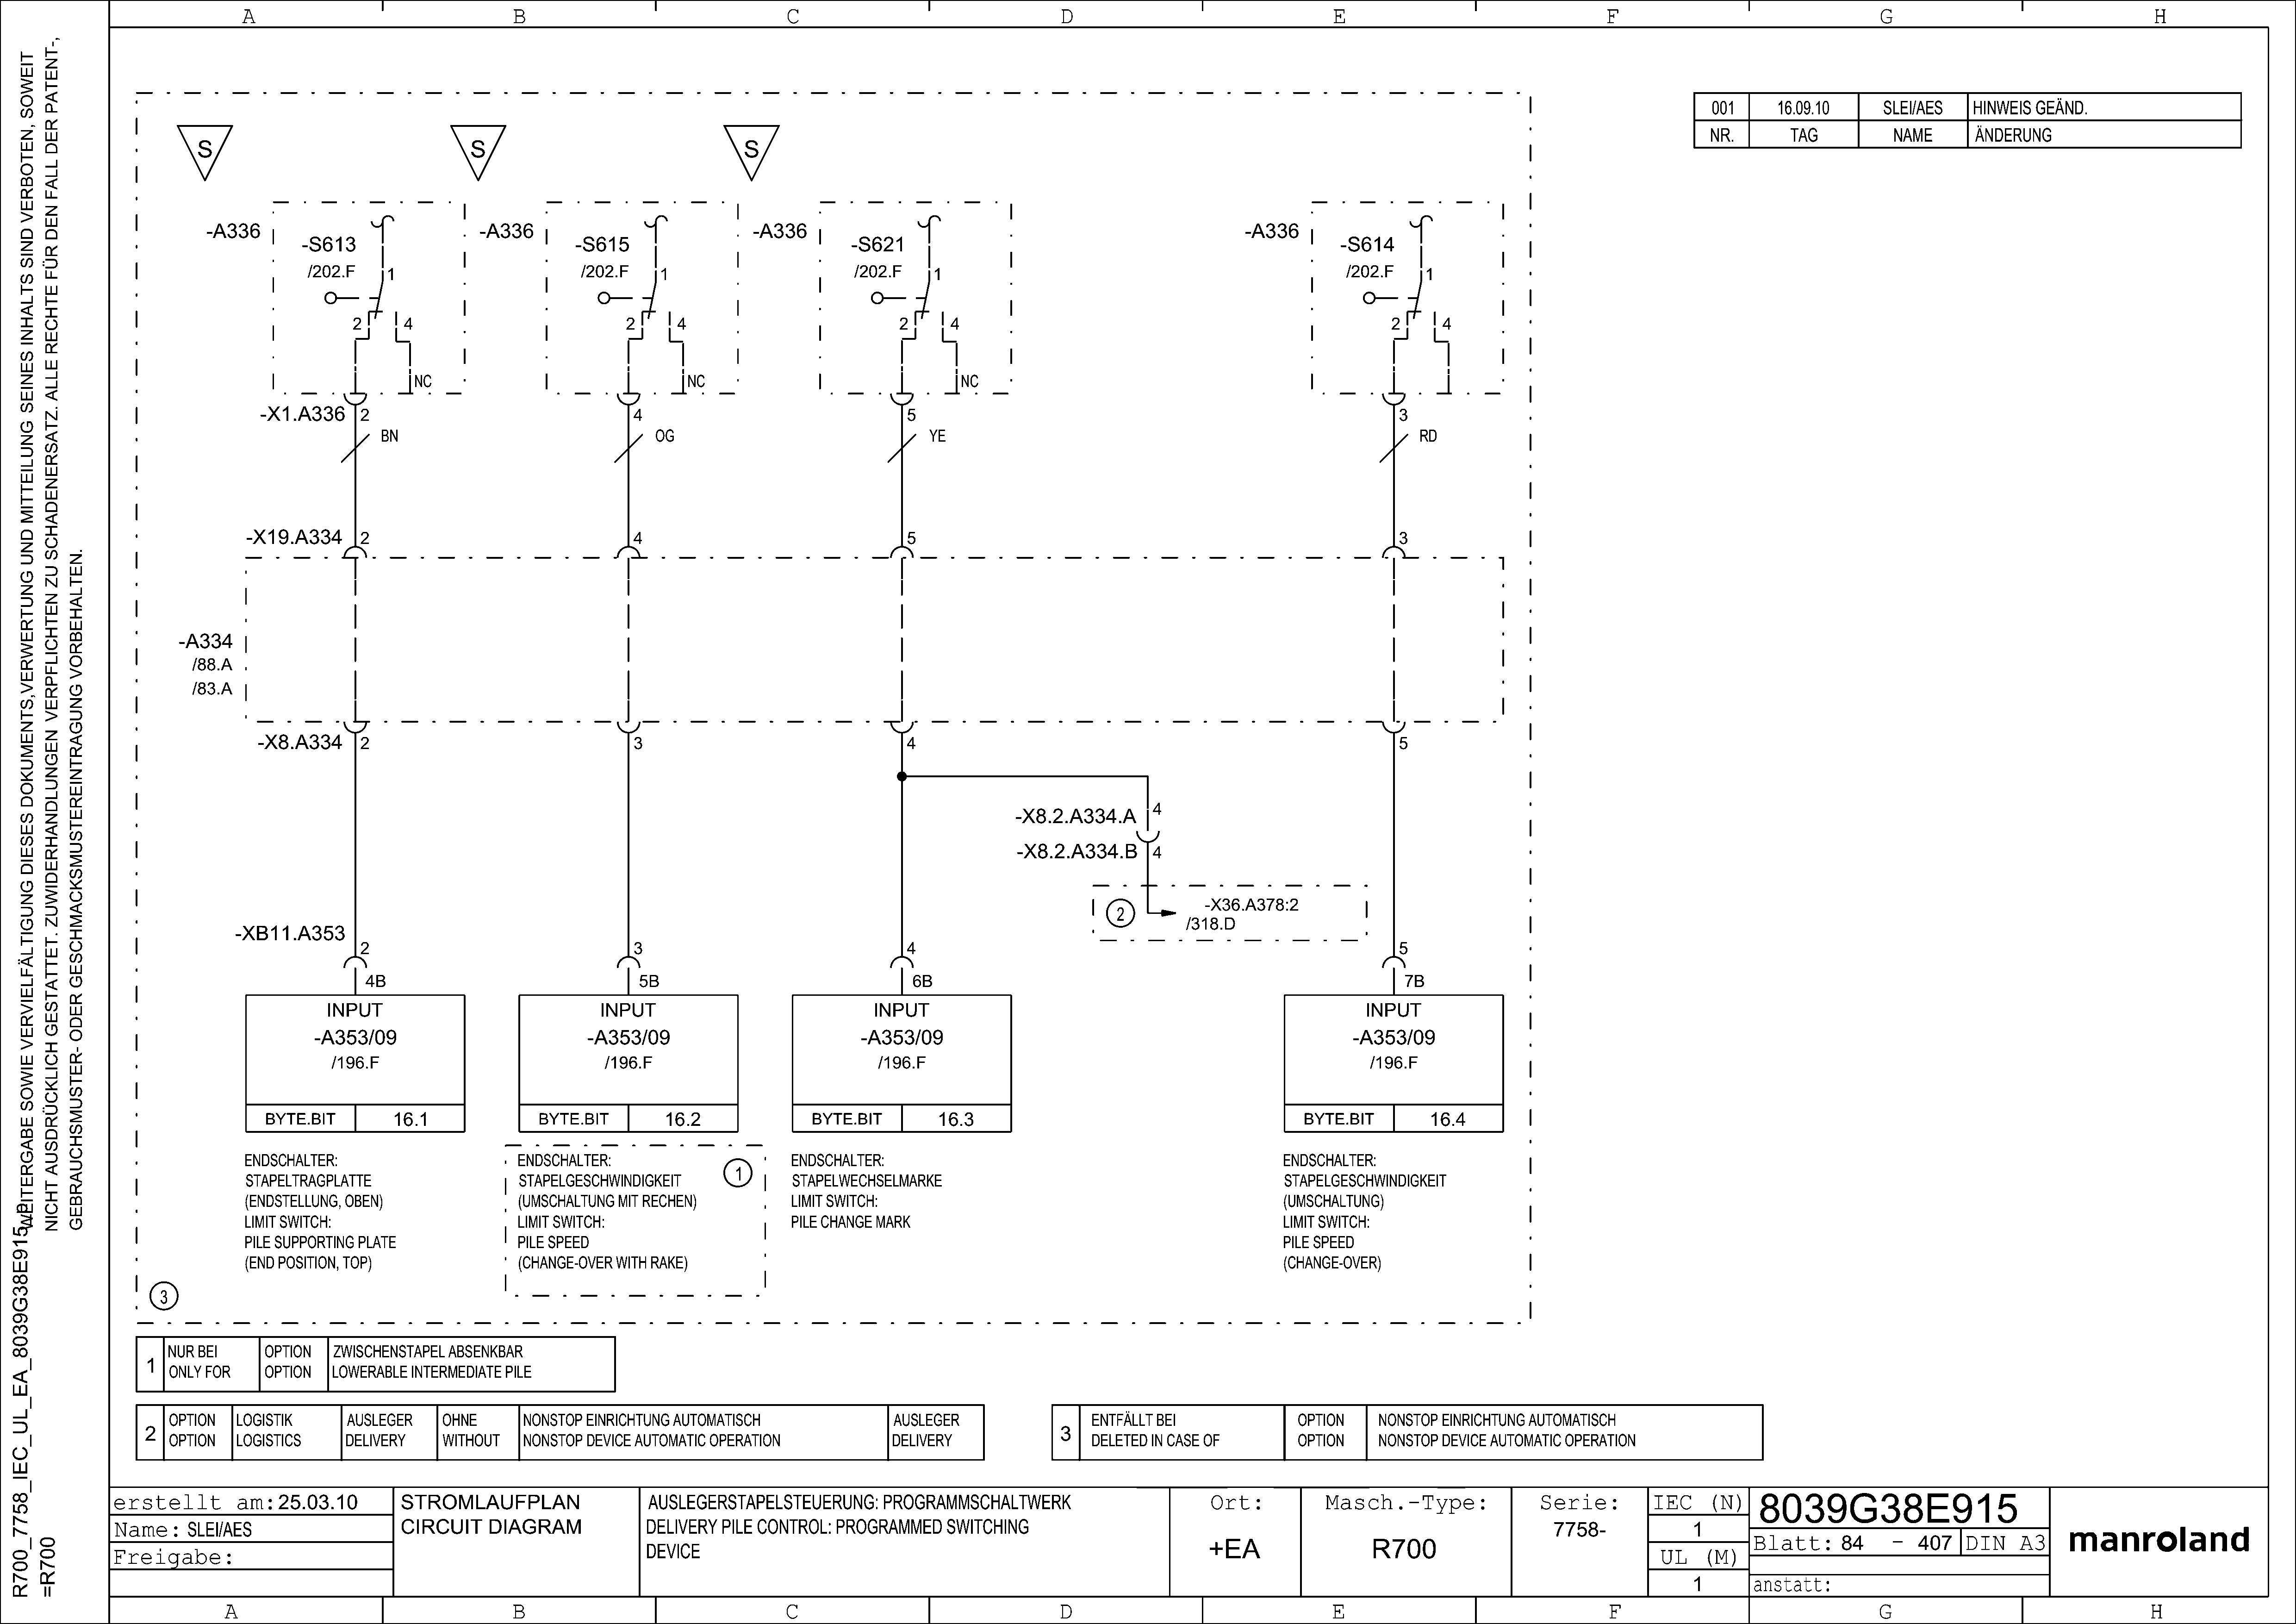 A B C D E F G H
WEITERGABE SOWIE VERVIELFÄLTIGUNG DIESES DOKUMENTS,VERWERTUNG UND MITTEILUNG SEINES INHALTS SIND VERBOTEN, SOWEIT
NICHT AUSDRÜCKLICH GESTATTET. ZUWIDERHANDLUNGEN VERPFLICHTEN ZU SCHADENERSATZ. ALLE RECHTE FÜR DEN FALL DER PATENT-,
GEBRAUCHSMUSTER- ODER GESCHMACKSMUSTEREINTRAGUNG VORBEHALTEN.
=R700
001 16.09.10 SLEI/AES HINWEIS GEÄND.
NR. TAG NAME ÄNDERUNG
S S S
-A336 -A336 -A336 -A336
-S613 -S615 -S621 -S614
/202.F /202.F /202.F /202.F
1 1 1 1
2 4 2 4 2 4 2 4
NC NC NC
-X1.A336 2 4 5 3
BN OG YE RD
-X19.A334 2 4 5 3
-A334
/88.A
/83.A
-X8.A334 2 3 4 5
-X8.2.A334.A 4
-X8.2.A334.B 4
2 -X36.A378:2
/318.D
-XB11.A353
2 3 4 5
4B 5B 6B 7B
INPUT INPUT INPUT INPUT
-A353/09 -A353/09 -A353/09 -A353/09
/196.F /196.F /196.F /196.F
BYTE.BIT 16.1 BYTE.BIT 16.2 BYTE.BIT 16.3 BYTE.BIT 16.4
ENDSCHALTER:
STAPELTRAGPLATTE
(ENDSTELLUNG, OBEN)
LIMIT SWITCH:
PILE SUPPORTING PLATE
(END POSITION, TOP)
ENDSCHALTER:
STAPELGESCHWINDIGKEIT
(UMSCHALTUNG MIT RECHEN)
LIMIT SWITCH:
PILE SPEED
(CHANGE-OVER WITH RAKE)
1
ENDSCHALTER:
STAPELWECHSELMARKE
LIMIT SWITCH:
PILE CHANGE MARK
ENDSCHALTER:
STAPELGESCHWINDIGKEIT
(UMSCHALTUNG)
LIMIT SWITCH:
PILE SPEED
(CHANGE-OVER)
3
1 NUR BEI OPTION ZWISCHENSTAPEL ABSENKBAR
ONLY FOR OPTION LOWERABLE INTERMEDIATE PILE
2 OPTION LOGISTIK AUSLEGER OHNE NONSTOP EINRICHTUNG AUTOMATISCH AUSLEGER
OPTION LOGISTICS DELIVERY WITHOUT NONSTOP DEVICE AUTOMATIC OPERATION DELIVERY
3 ENTFÄLLT BEI OPTION NONSTOP EINRICHTUNG AUTOMATISCH
DELETED IN CASE OF OPTION NONSTOP DEVICE AUTOMATIC OPERATION
erstellt am: 25.03.10
Name: SLEI/AES
Freigabe:
STROMLAUFPLAN
CIRCUIT DIAGRAM
AUSLEGERSTAPELSTEUERUNG: PROGRAMMSCHALTWERK
DELIVERY PILE CONTROL: PROGRAMMED SWITCHING
DEVICE
Ort:
+EA
Masch.-Type:
R700
Serie:
7758-
IEC (N)
1
UL (M)
1
8039G38E915
Blatt: 84 - 407 DIN A3
anstatt:
manroland
A B C D E F G H